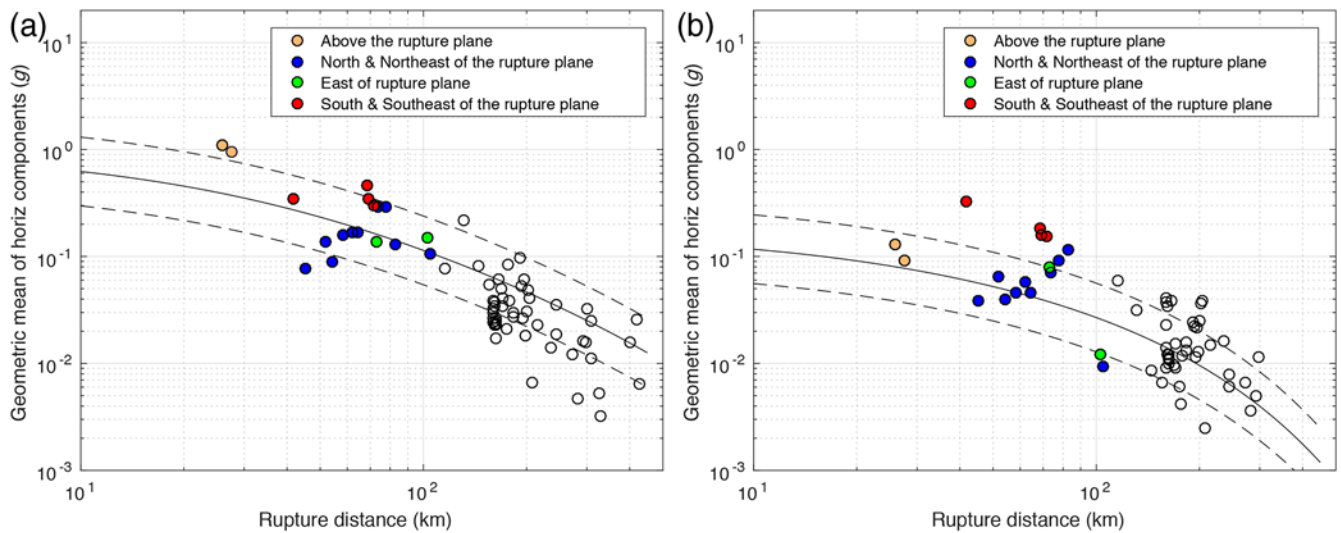 (a)
Geometric mean of horiz components (g)
10^1
10^0
10^-1
10^-2
10^-3
Above the rupture plane
North & Northeast of the rupture plane
East of rupture plane
South & Southeast of the rupture plane
10^1
10^2
Rupture distance (km)
(b)
Geometric mean of horiz components (g)
10^1
10^0
10^-1
10^-2
10^-3
Above the rupture plane
North & Northeast of the rupture plane
East of rupture plane
South & Southeast of the rupture plane
10^1
10^2
Rupture distance (km)